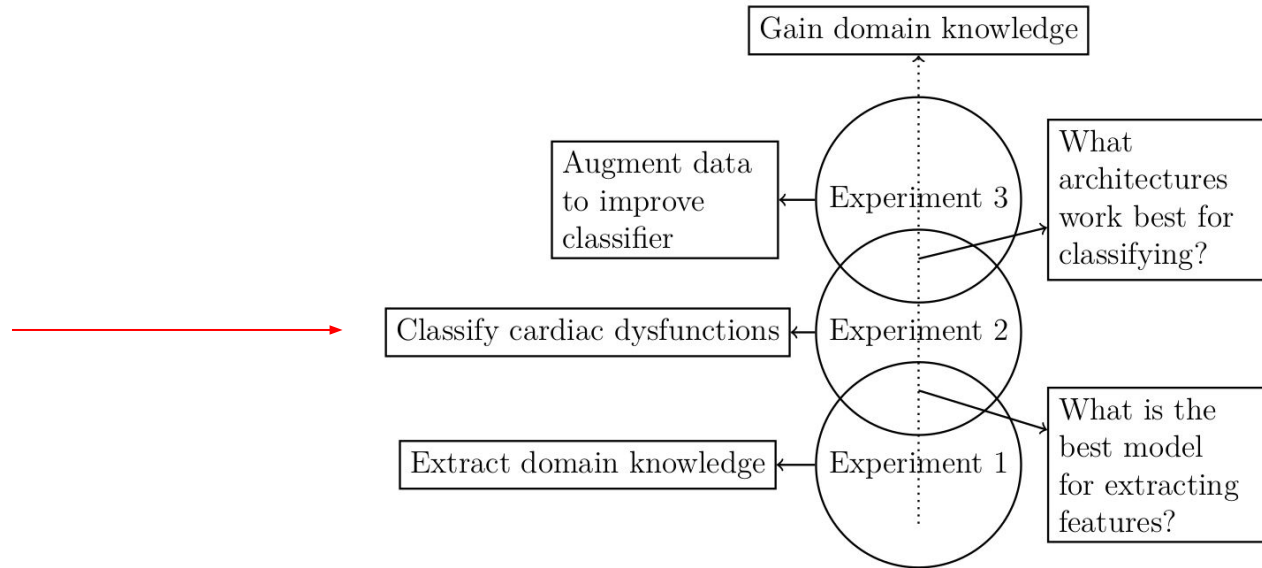 Gain domain knowledge
Augment data
to improve
classifier
Experiment 3
What
architectures
work best for
classifying?
Classify cardiac dysfunctions
Experiment 2
Extract domain knowledge
Experiment 1
What is the
best model
for extracting
features?